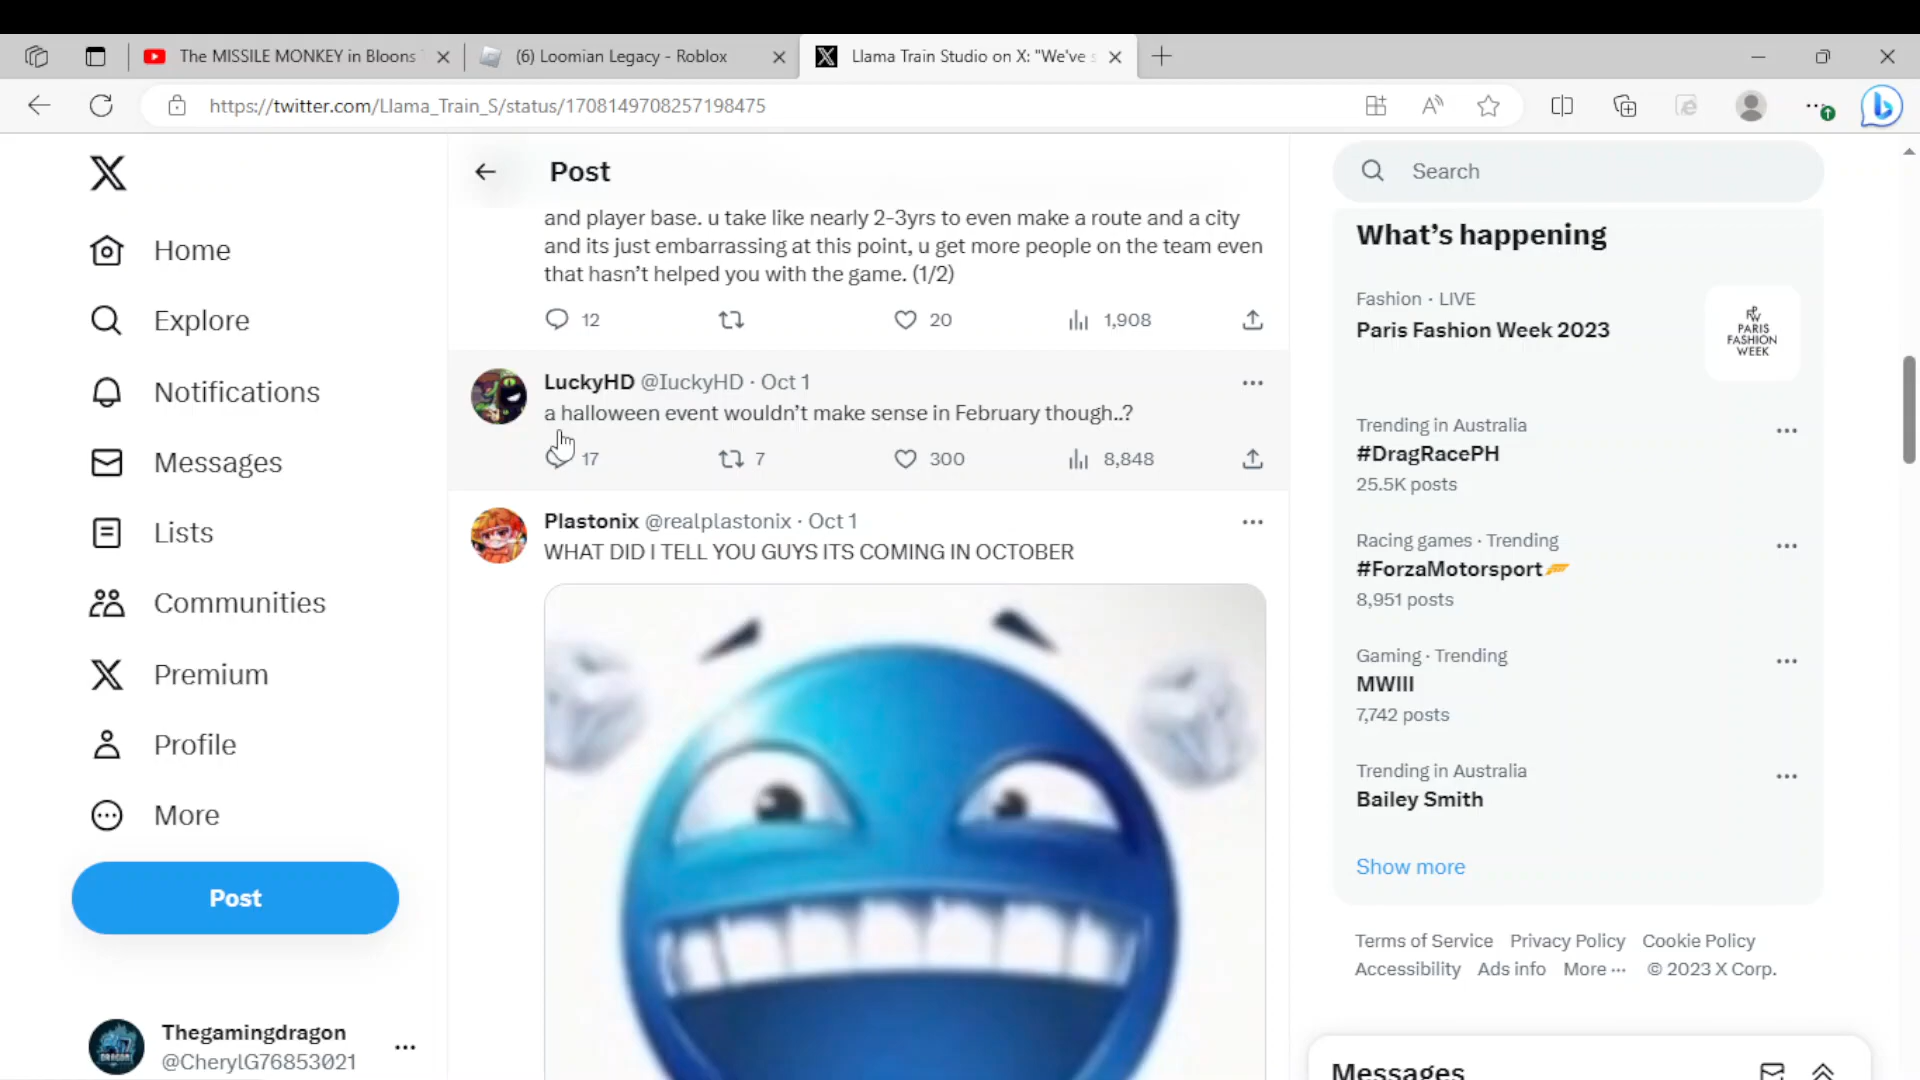 The MISSILE MONKEY in Bloons
(6) Loomian Legacy - Roblox
Llama Train Studio on X: "We've s
https://twitter.com/Llama_Train_S/status/1708149708257198475
Post
Search
and player base. u take like nearly 2-3yrs to even make a route and a city
and its just embarrassing at this point, u get more people on the team even
that hasn't helped you with the game. (1/2)
12
20
1,908
LuckyHD @IuckyHD · Oct 1
a halloween event wouldn't make sense in February though..?
17
7
300
8,848
Plastonix @realplastonix · Oct 1
WHAT DID I TELL YOU GUYS ITS COMING IN OCTOBER
Home
Explore
Notifications
Messages
Lists
Communities
Premium
Profile
More
Post
Thegamingdragon
@CherylG76853021
What's happening
Fashion · LIVE
Paris Fashion Week 2023
PARIS
FASHION
WEEK
Trending in Australia
#DragRacePH
25.5K posts
Racing games · Trending
#ForzaMotorsport
8,951 posts
Gaming · Trending
MWIII
7,742 posts
Trending in Australia
Bailey Smith
Show more
Terms of Service Privacy Policy Cookie Policy
Accessibility Ads info More ··· © 2023 X Corp.
Messages